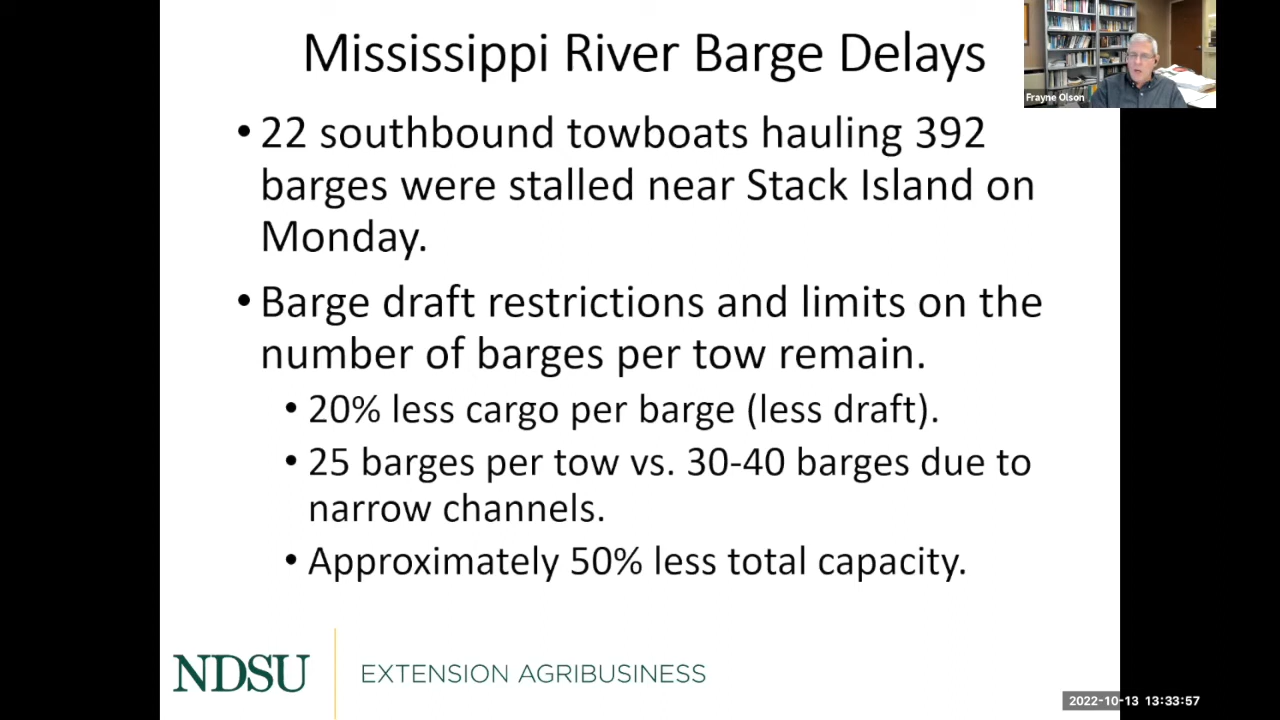 Mississippi River Barge Delays
Frayne Olson
• 22 southbound towboats hauling 392
barges were stalled near Stack Island on
Monday.
• Barge draft restrictions and limits on the
number of barges per tow remain.
• 20% less cargo per barge (less draft).
• 25 barges per tow vs. 30-40 barges due to
narrow channels.
• Approximately 50% less total capacity.
NDSU EXTENSION AGRIBUSINESS
2022-10-13 13:33:57